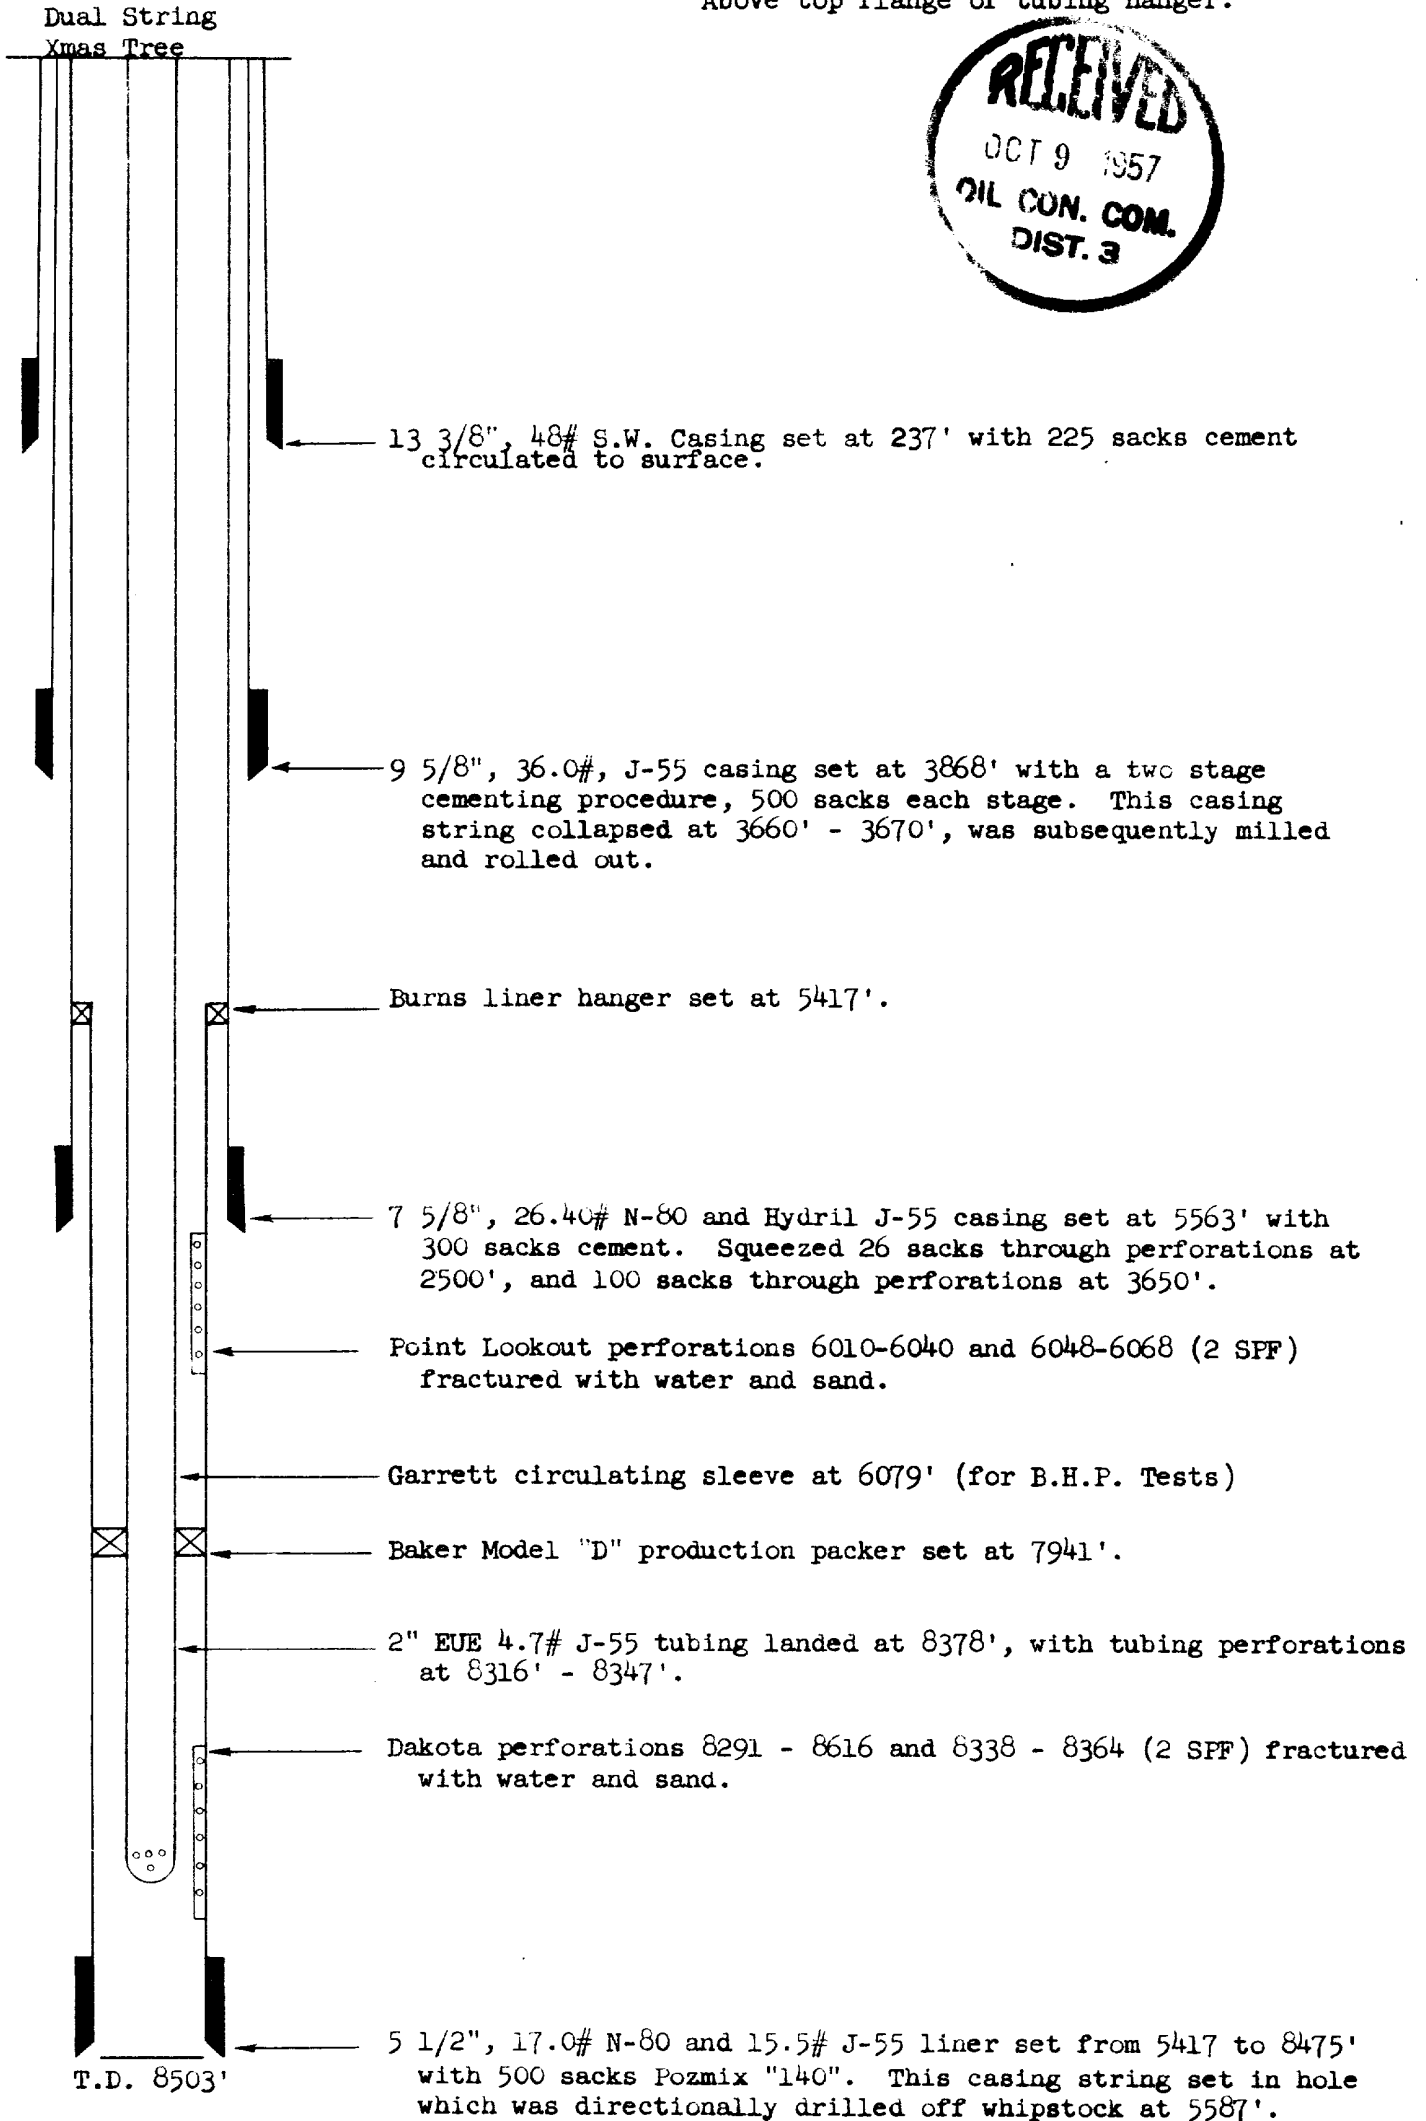 Dual String
Xmas Tree
Above top flange of tubing hanger.
RECEIVED
OCT 9 1957
OIL CON. COM.
DIST. 3
13 3/8", 48# S.W. Casing set at 237' with 225 sacks cement
circulated to surface.
9 5/8", 36.0#, J-55 casing set at 3868' with a two stage
cementing procedure, 500 sacks each stage. This casing
string collapsed at 3660' - 3670', was subsequently milled
and rolled out.
Burns liner hanger set at 5417'.
7 5/8", 26.40# N-80 and Hydril J-55 casing set at 5563' with
300 sacks cement. Squeezed 26 sacks through perforations at
2500', and 100 sacks through perforations at 3650'.
Point Lookout perforations 6010-6040 and 6048-6068 (2 SPF)
fractured with water and sand.
Garrett circulating sleeve at 6079' (for B.H.P. Tests)
Baker Model "D" production packer set at 7941'.
2" EUE 4.7# J-55 tubing landed at 8378', with tubing perforations
at 8316' - 8347'.
Dakota perforations 8291 - 8616 and 8338 - 8364 (2 SPF) fractured
with water and sand.
5 1/2", 17.0# N-80 and 15.5# J-55 liner set from 5417 to 8475'
with 500 sacks Pozmix "140". This casing string set in hole
which was directionally drilled off whipstock at 5587'.
T.D. 8503'